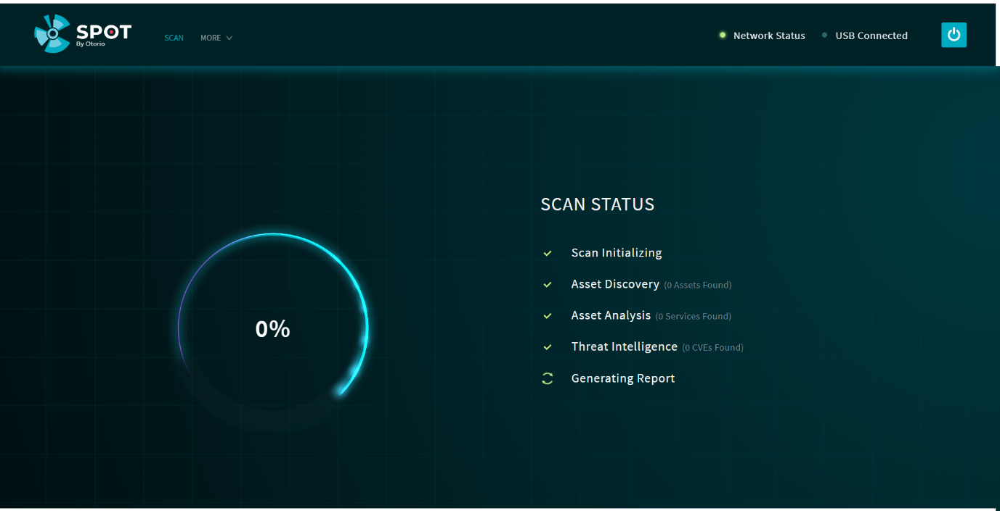 SPOT
By Otorio
SCAN MORE
Network Status USB Connected
0%
SCAN STATUS
Scan Initializing
Asset Discovery (0 Assets Found)
Asset Analysis (0 Services Found)
Threat Intelligence (0 CVEs Found)
Generating Report